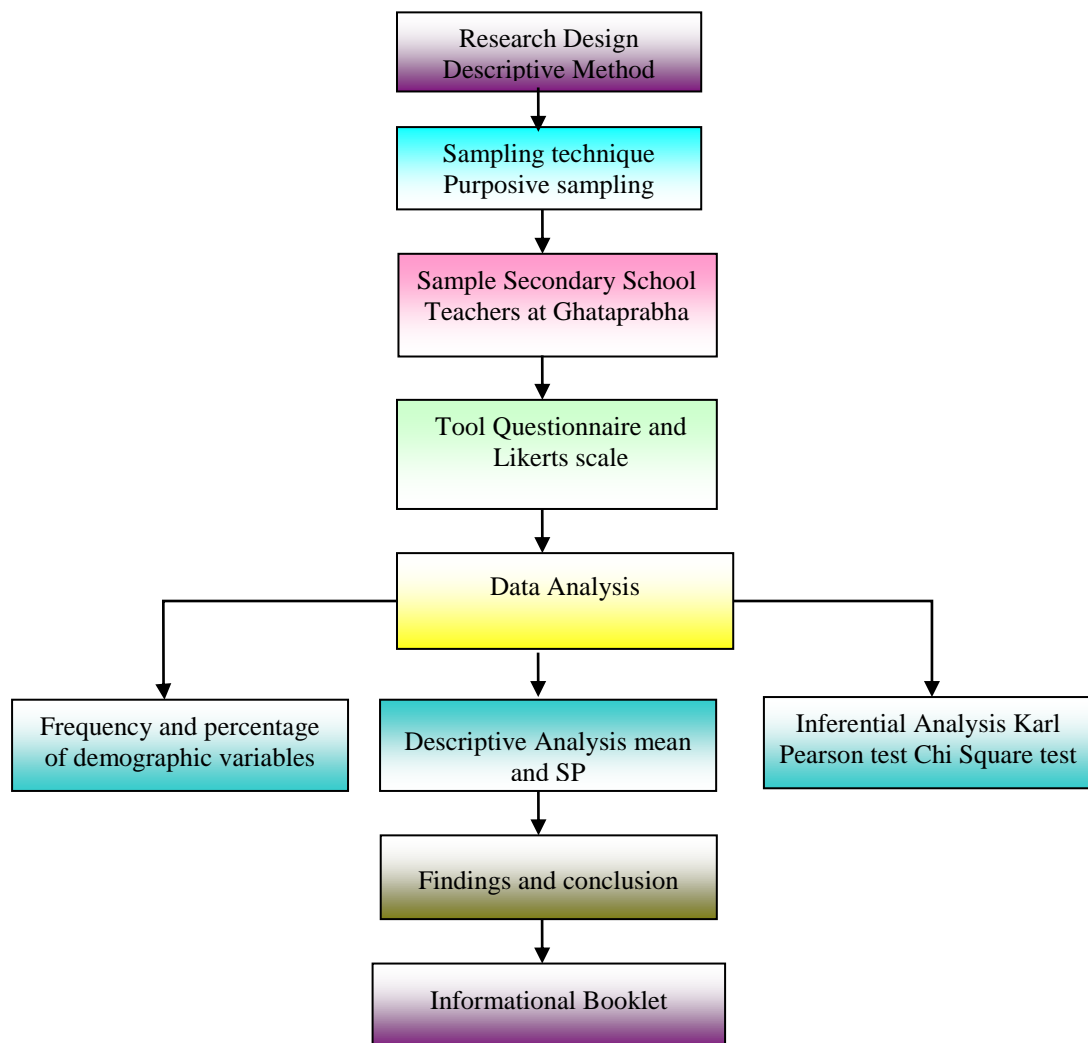 Research Design
Descriptive Method
Sampling technique
Purposive sampling
Sample Secondary School
Teachers at Ghataprabha
Tool Questionnaire and
Likerts scale
Data Analysis
Frequency and percentage
of demographic variables
Descriptive Analysis mean
and SP
Inferential Analysis Karl
Pearson test Chi Square test
Findings and conclusion
Informational Booklet